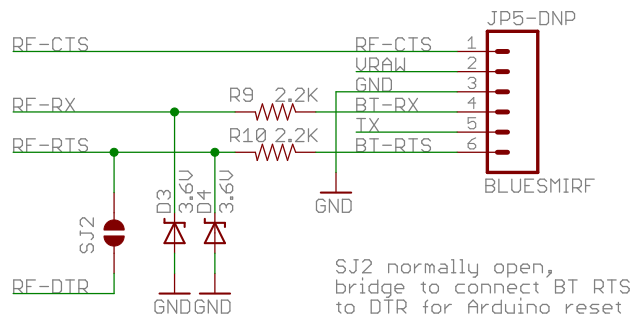 JP5-DNP
RF-CTS RF-CTS 1
VRAW 2
GND 3
RF-RX R9 2.2K BT-RX 4
TX 5
RF-RTS R10 2.2K BT-RTS 6
BLUESMIRF
GND
SJ2
D3 3.6V
D4 3.6V
RF-DTR
GND GND
SJ2 normally open,
bridge to connect BT RTS
to DTR for Arduino reset